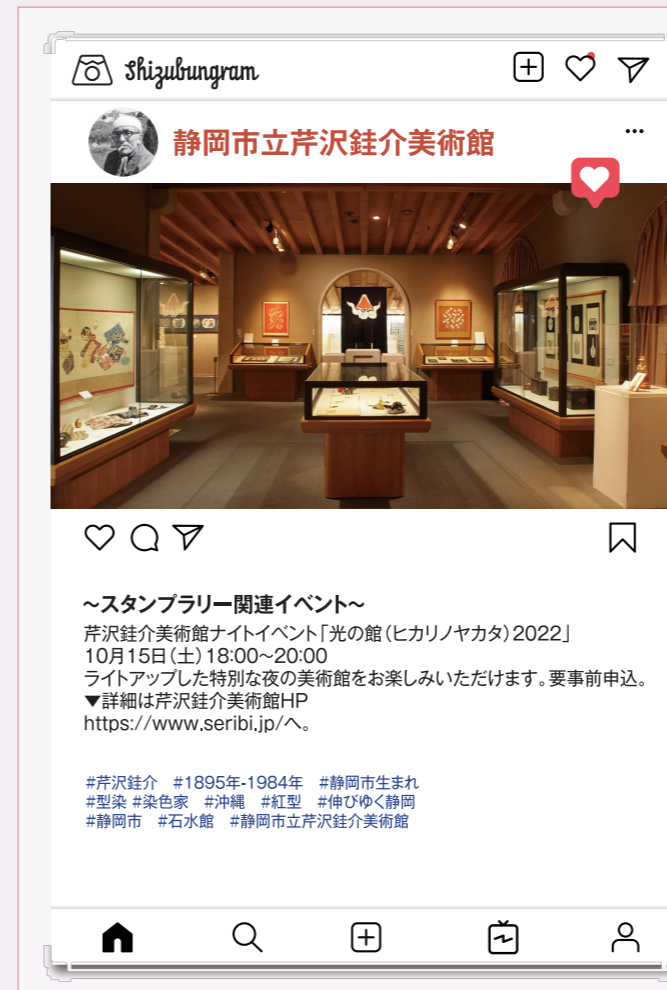 Shizubungram
静岡市立芹沢銈介美術館
～スタンプラリー関連イベント～
芹沢銈介美術館ナイトイベント「光の館（ヒカリノヤカタ）2022」
10月15日（土）18:00～20:00
ライトアップした特別な夜の美術館をお楽しみいただけます。要事前申込。
▼詳細は芹沢銈介美術館HP
https://www.seribi.jp/へ。
#芹沢銈介　#1895年-1984年　#静岡市生まれ
#型染 #染色家　#沖縄　#紅型　#伸びゆく静岡
#静岡市　#石水館　#静岡市立芹沢銈介美術館